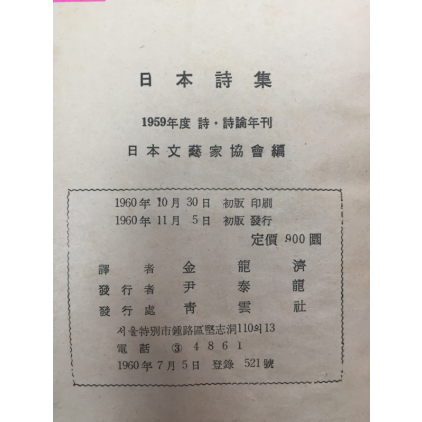 日本詩集
1959年度 詩・詩論年刊
日本文藝家協會編
1960年 10月 30日 初版 印刷
1960年 11月 5日 初版 發行
定價 900圜
譯者 金龍濟
發行者 尹泰龍
發行處 靑雲社
서울特別市鍾路區堅志洞110의13
電話 ③4861
1960年7月5日 登錄 521號